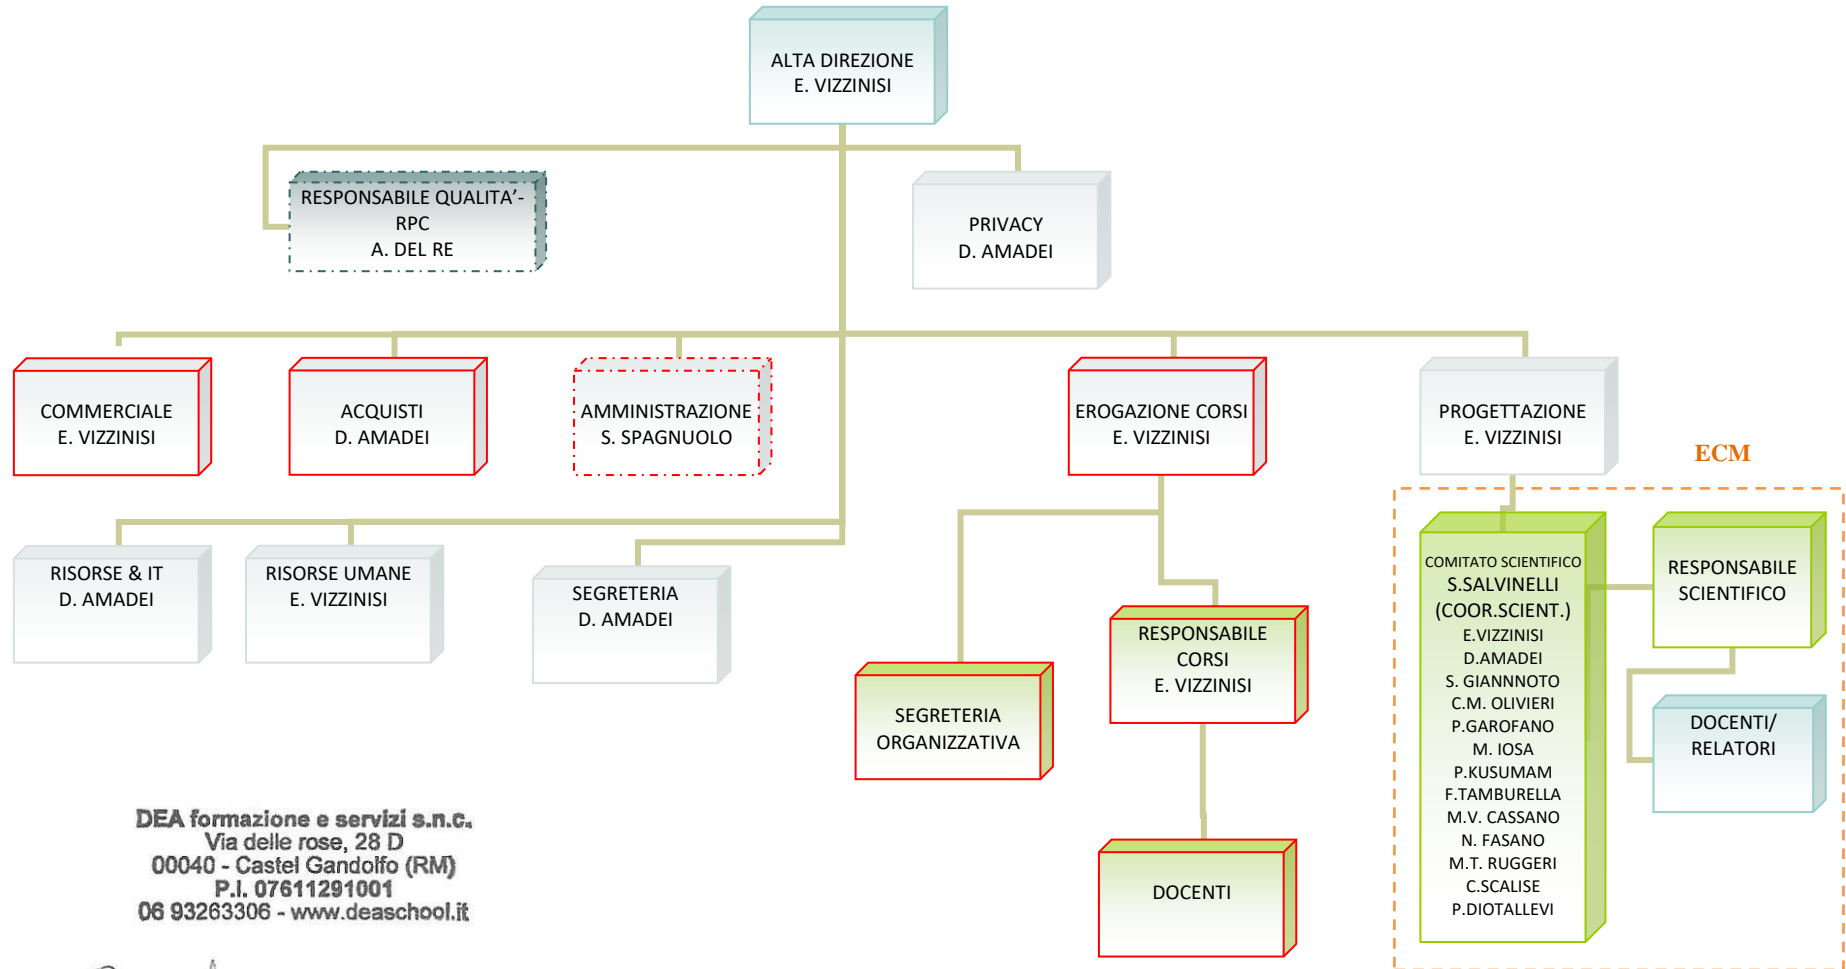 ALTA DIREZIONE
E. VIZZINISI
RESPONSABILE QUALITA’-
RPC
A. DEL RE
PRIVACY
D. AMADEI
COMMERCIALE
E. VIZZINISI
ACQUISTI
D. AMADEI
AMMINISTRAZIONE
S. SPAGNUOLO
EROGAZIONE CORSI
E. VIZZINISI
PROGETTAZIONE
E. VIZZINISI
ECM
RISORSE & IT
D. AMADEI
RISORSE UMANE
E. VIZZINISI
SEGRETERIA
D. AMADEI
COMITATO SCIENTIFICO
S.SALVINELLI
(COOR.SCIENT.)
E.VIZZINISI
D.AMADEI
S. GIANNNOTO
C.M. OLIVIERI
P.GAROFANO
M. IOSA
P.KUSUMAM
F.TAMBURELLA
M.V. CASSANO
N. FASANO
M.T. RUGGERI
C.SCALISE
P.DIOTALLEVI
RESPONSABILE
SCIENTIFICO
DOCENTI/
RELATORI
RESPONSABILE
CORSI
E. VIZZINISI
SEGRETERIA
ORGANIZZATIVA
DOCENTI
DEA formazione e servizi s.n.c.
Via delle rose, 28 D
00040 - Castel Gandolfo (RM)
P.I. 07611291001
06 93263306 - www.deaschool.it